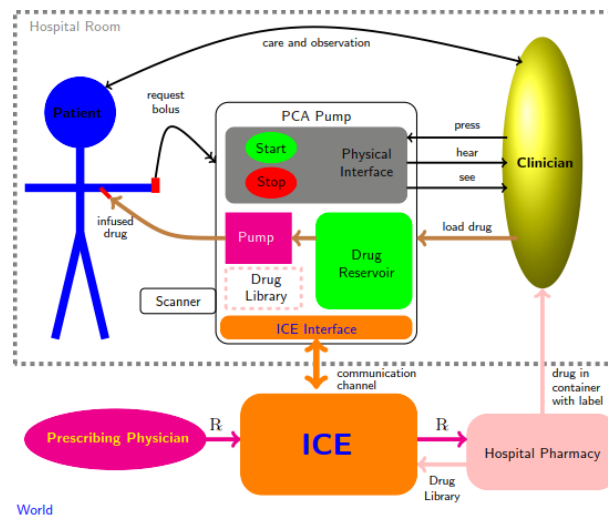 Hospital Room
care and observation
request
bolus
Patient
PCA Pump
Start
Stop
Physical
Interface
press
hear
see
Clinician
infused
drug
Pump
Drug
Reservoir
load drug
Drug
Library
Scanner
ICE Interface
communication
channel
drug in
container
with label
Prescribing Physician
℞
ICE
℞
Hospital Pharmacy
Drug
Library
World